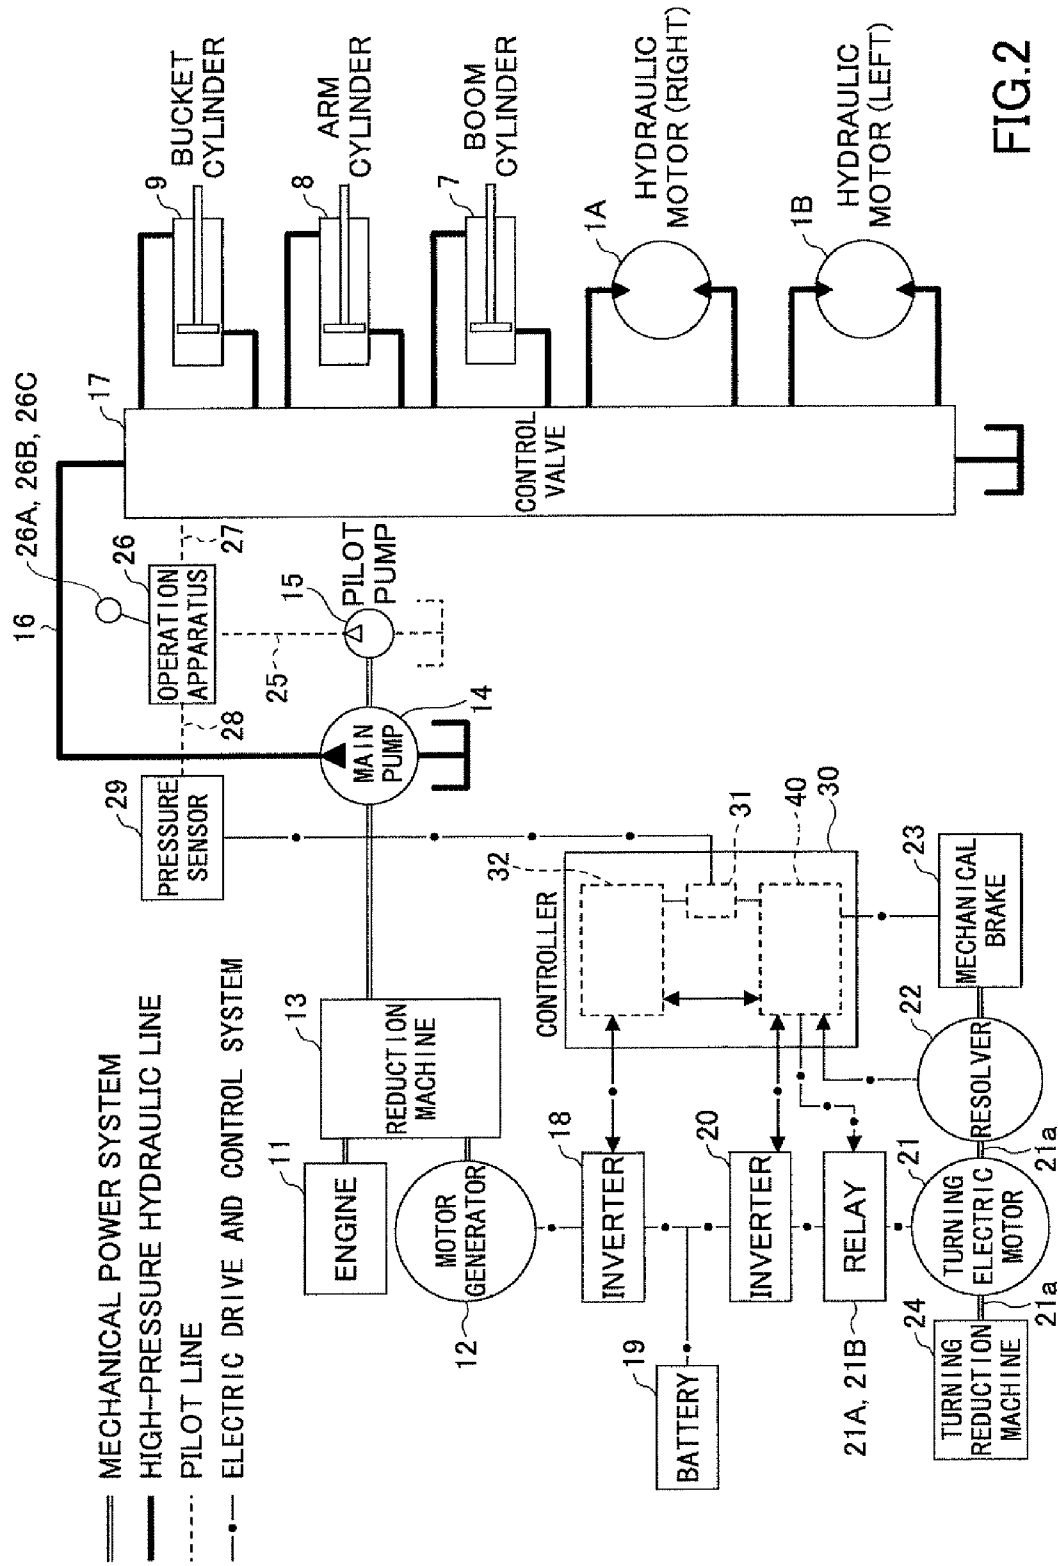 MECHANICAL POWER SYSTEM
HIGH-PRESSURE HYDRAULIC LINE
PILOT LINE
ELECTRIC DRIVE AND CONTROL SYSTEM
26A, 26B, 26C
16
17
9
BUCKET
CYLINDER
8
ARM
CYLINDER
7
BOOM
CYLINDER
1A
HYDRAULIC
MOTOR (RIGHT)
1B
HYDRAULIC
MOTOR (LEFT)
CONTROL
VALVE
29
PRESSURE
SENSOR
28
26
OPERATION
APPARATUS
27
25
15
PILOT
PUMP
MAIN
PUMP
14
13
REDUCTION
MACHINE
11
ENGINE
MOTOR
GENERATOR
12
CONTROLLER
32
31
40
30
18
INVERTER
19
BATTERY
20
INVERTER
RELAY
21A, 21B
21
TURNING
ELECTRIC
MOTOR
21a
21a
22
RESOLVER
23
MECHANICAL
BRAKE
24
TURNING
REDUCTION
MACHINE
FIG.2